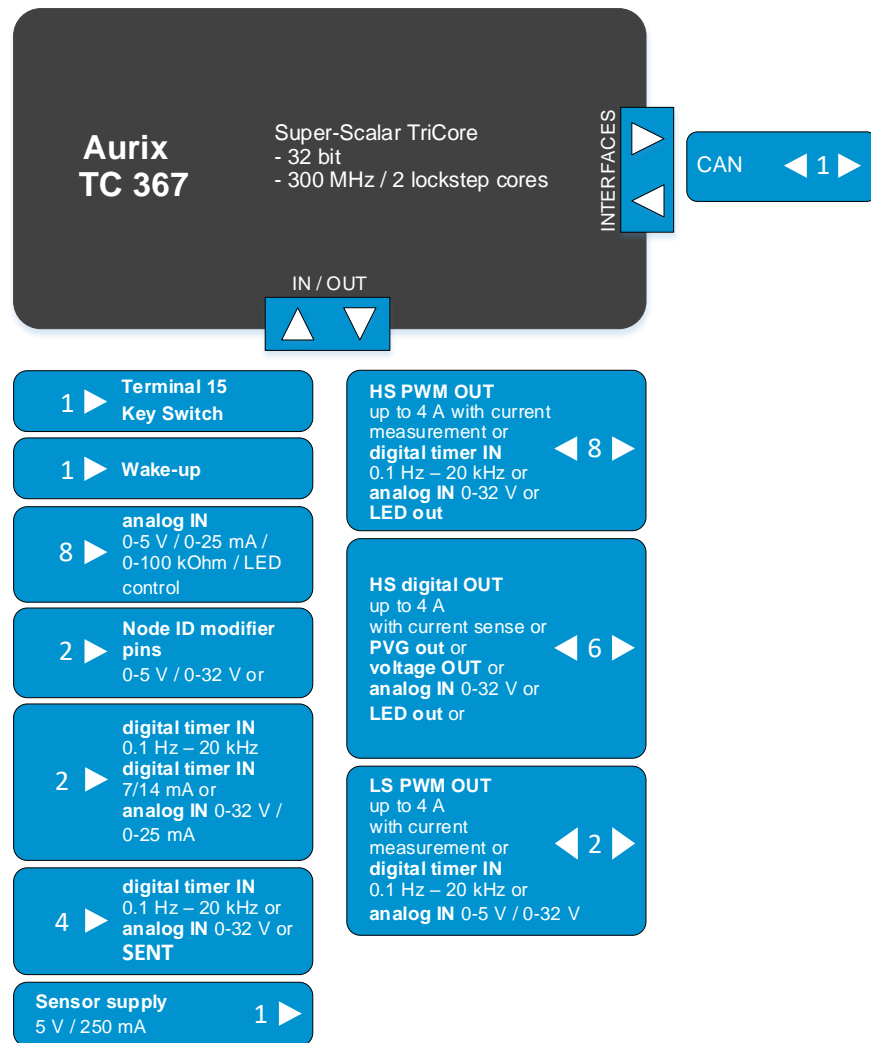 Aurix
TC 367
Super-Scalar TriCore
- 32 bit
- 300 MHz / 2 lockstep cores
INTERFACES
CAN
1
IN / OUT
1
Terminal 15
Key Switch
1
Wake-up
8
analog IN
0-5 V / 0-25 mA /
0-100 kOhm / LED
control
2
Node ID modifier
pins
0-5 V / 0-32 V or
2
digital timer IN
0.1 Hz – 20 kHz
digital timer IN
7/14 mA or
analog IN 0-32 V /
0-25 mA
4
digital timer IN
0.1 Hz – 20 kHz or
analog IN 0-32 V or
SENT
Sensor supply
5 V / 250 mA
1
HS PWM OUT
up to 4 A with current
measurement or
digital timer IN
0.1 Hz – 20 kHz or
analog IN 0-32 V or
LED out
8
HS digital OUT
up to 4 A
with current sense or
PVG out or
voltage OUT or
analog IN 0-32 V or
LED out or
6
LS PWM OUT
up to 4 A
with current
measurement or
digital timer IN
0.1 Hz – 20 kHz or
analog IN 0-5 V / 0-32 V
2